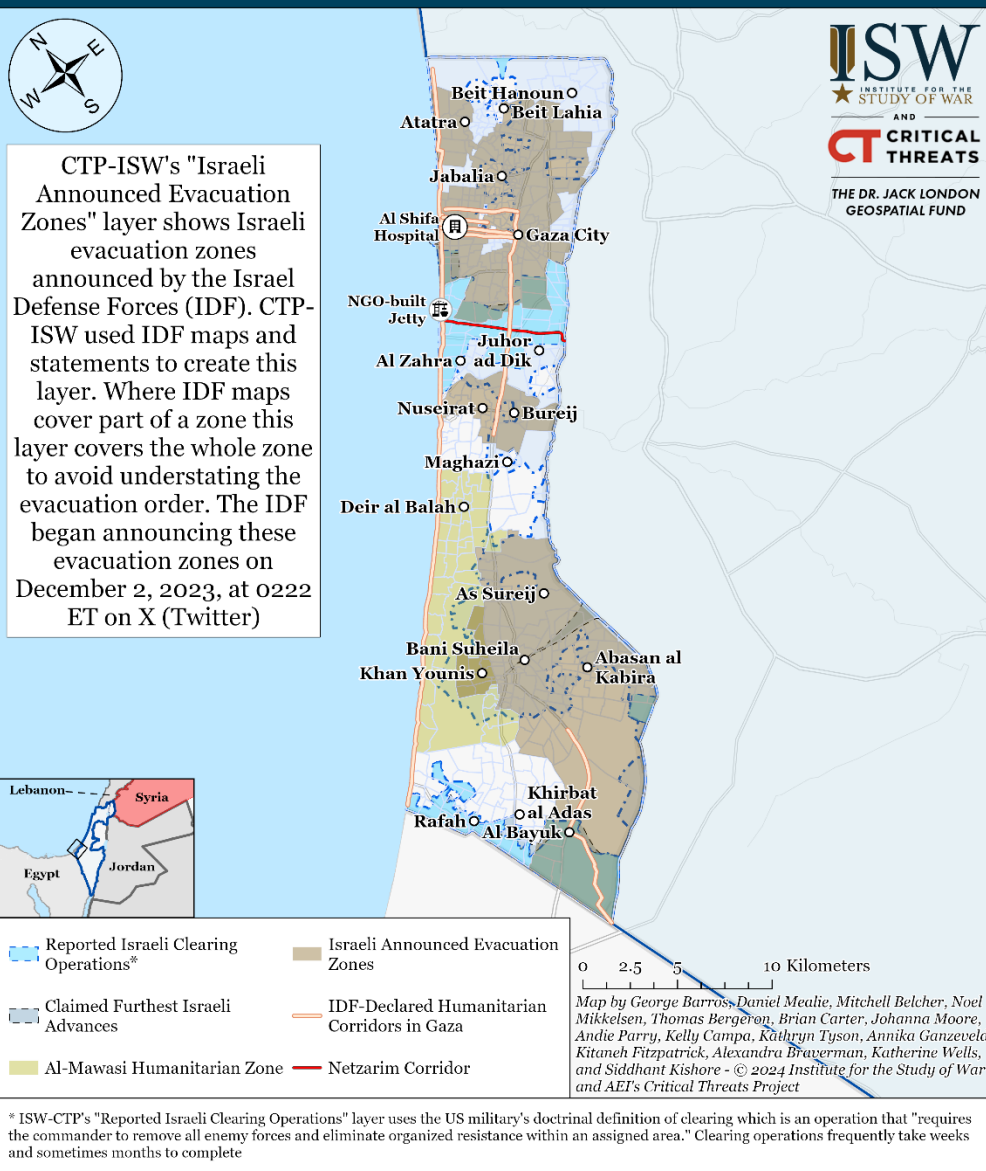 N
E
W
S
ISW
INSTITUTE FOR THE
STUDY OF WAR
AND
CT CRITICAL
THREATS
THE DR. JACK LONDON
GEOSPATIAL FUND
CTP-ISW's "Israeli
Announced Evacuation
Zones" layer shows Israeli
evacuation zones
announced by the Israel
Defense Forces (IDF). CTP-
ISW used IDF maps and
statements to create this
layer. Where IDF maps
cover part of a zone this
layer covers the whole zone
to avoid understating the
evacuation order. The IDF
began announcing these
evacuation zones on
December 2, 2023, at 0222
ET on X (Twitter)
Beit Hanoun
Beit Lahia
Atatra
Jabalia
Al Shifa
Hospital
Gaza City
NGO-built
Jetty
Juhor
ad Dik
Al Zahra
Nuseirat
Bureij
Maghazi
Deir al Balah
As Sureij
Bani Suheila
Khan Younis
Abasan al
Kabira
Khirbat
al Adas
Rafah
Al Bayuk
Lebanon
Syria
Egypt
Jordan
Reported Israeli Clearing
Operations*
Claimed Furthest Israeli
Advances
Al-Mawasi Humanitarian Zone
Israeli Announced Evacuation
Zones
IDF-Declared Humanitarian
Corridors in Gaza
Netzarim Corridor
0 2.5 5 10 Kilometers
Map by George Barros, Daniel Mealie, Mitchell Belcher, Noel
Mikkelsen, Thomas Bergeron, Brian Carter, Johanna Moore,
Andie Parry, Kelly Campa, Kathryn Tyson, Annika Ganzeveld,
Kitaneh Fitzpatrick, Alexandra Braverman, Katherine Wells,
and Siddhant Kishore - © 2024 Institute for the Study of War
and AEI's Critical Threats Project
* ISW-CTP's "Reported Israeli Clearing Operations" layer uses the US military's doctrinal definition of clearing which is an operation that "requires
the commander to remove all enemy forces and eliminate organized resistance within an assigned area." Clearing operations frequently take weeks
and sometimes months to complete